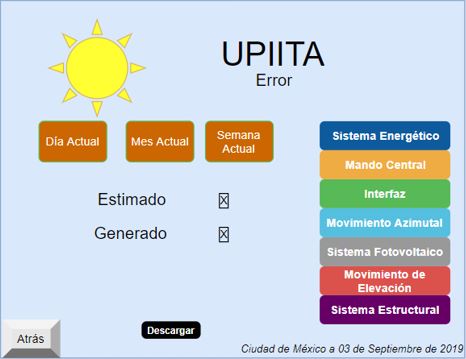 UPIITA
Error
Día Actual
Mes Actual
Semana
Actual
Sistema Energético
Mando Central
Interfaz
Movimiento Azimutal
Sistema Fotovoltaico
Movimiento de
Elevación
Sistema Estructural
Estimado
Generado
Descargar
Atrás
Ciudad de México a 03 de Septiembre de 2019